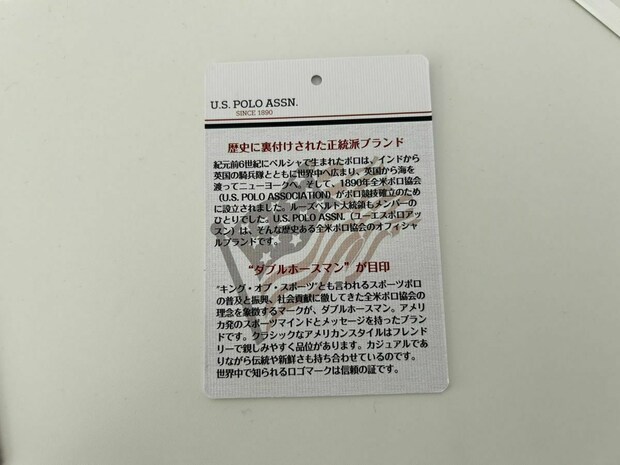 U.S. POLO ASSN.
SINCE 1890
歴史に裏付けされた正統派ブランド
紀元前6世紀にペルシャで生まれたポロは、インドから
英国の騎兵隊とともに世界中へ広まり、英国から海を
渡ってニューヨークへ。そして、1890年全米ポロ協会
(U.S. POLO ASSOCIATION)がポロ競技確立のため
に設立されました。ルーズベルト大統領もメンバーの
ひとりでした。U.S. POLO ASSN.(ユーエスポロアッ
スン)は、そんな歴史ある全米ポロ協会のオフィシャ
ルブランドです。
“ダブルホースマン”が目印
‘キング・オブ・スポーツ’とも言われるスポーツポロ
の普及と振興、社会貢献に徹してきた全米ポロ協会の
理念を象徴するマークが、ダブルホースマン。アメリ
カ発のスポーツマインドとメッセージを持ったブラン
ドです。クラシックなアメリカンスタイルはフレンド
リーで親しみやすく品位があります。カジュアルであ
りながら伝統や新鮮さも持ち合わせているのです。
世界中で知られるロゴマークは信頼の証です。